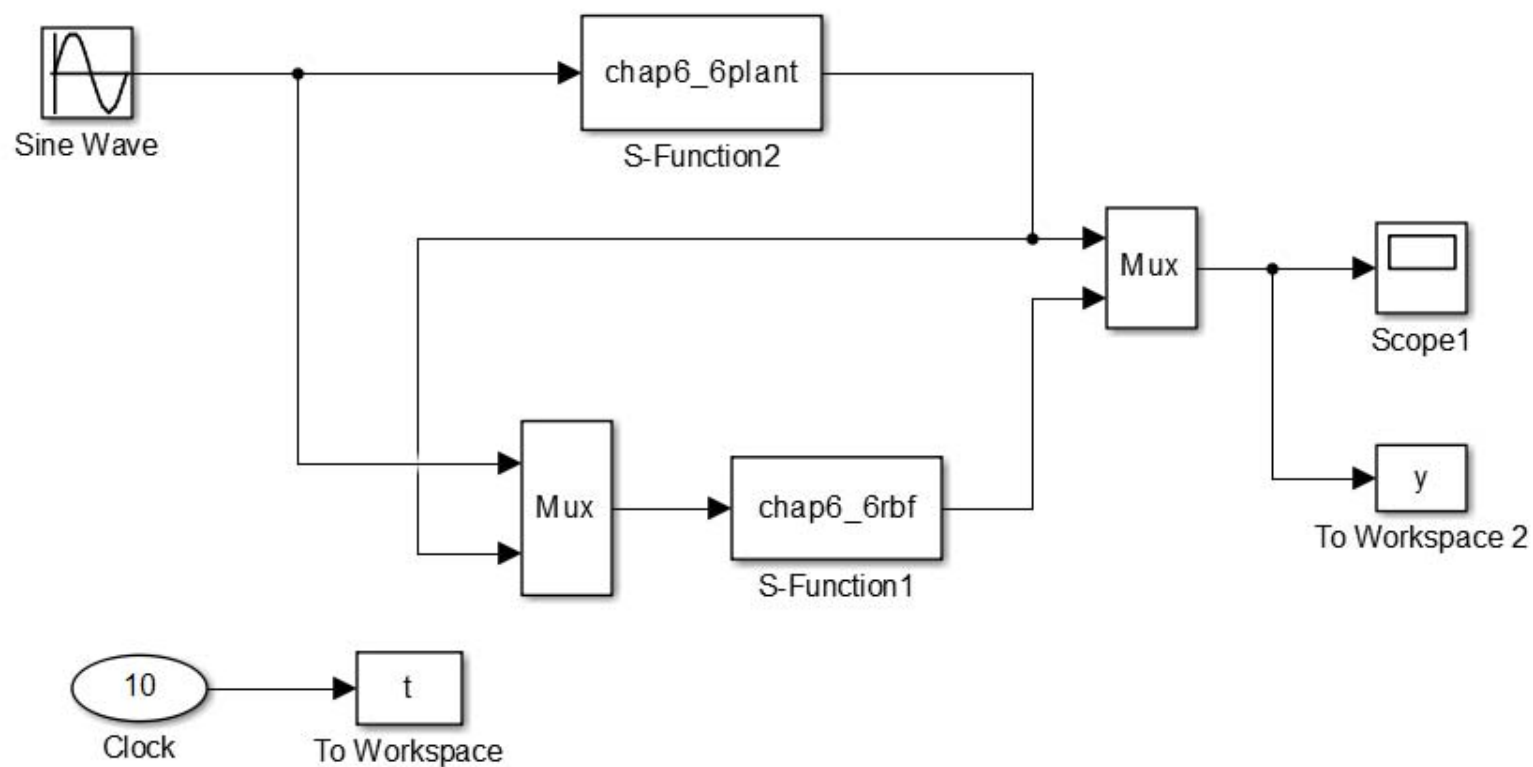 chap6_6plant
Sine Wave
S-Function2
Mux
Scope1
Mux
chap6_6rbf
y
To Workspace 2
S-Function1
10
t
Clock
To Workspace